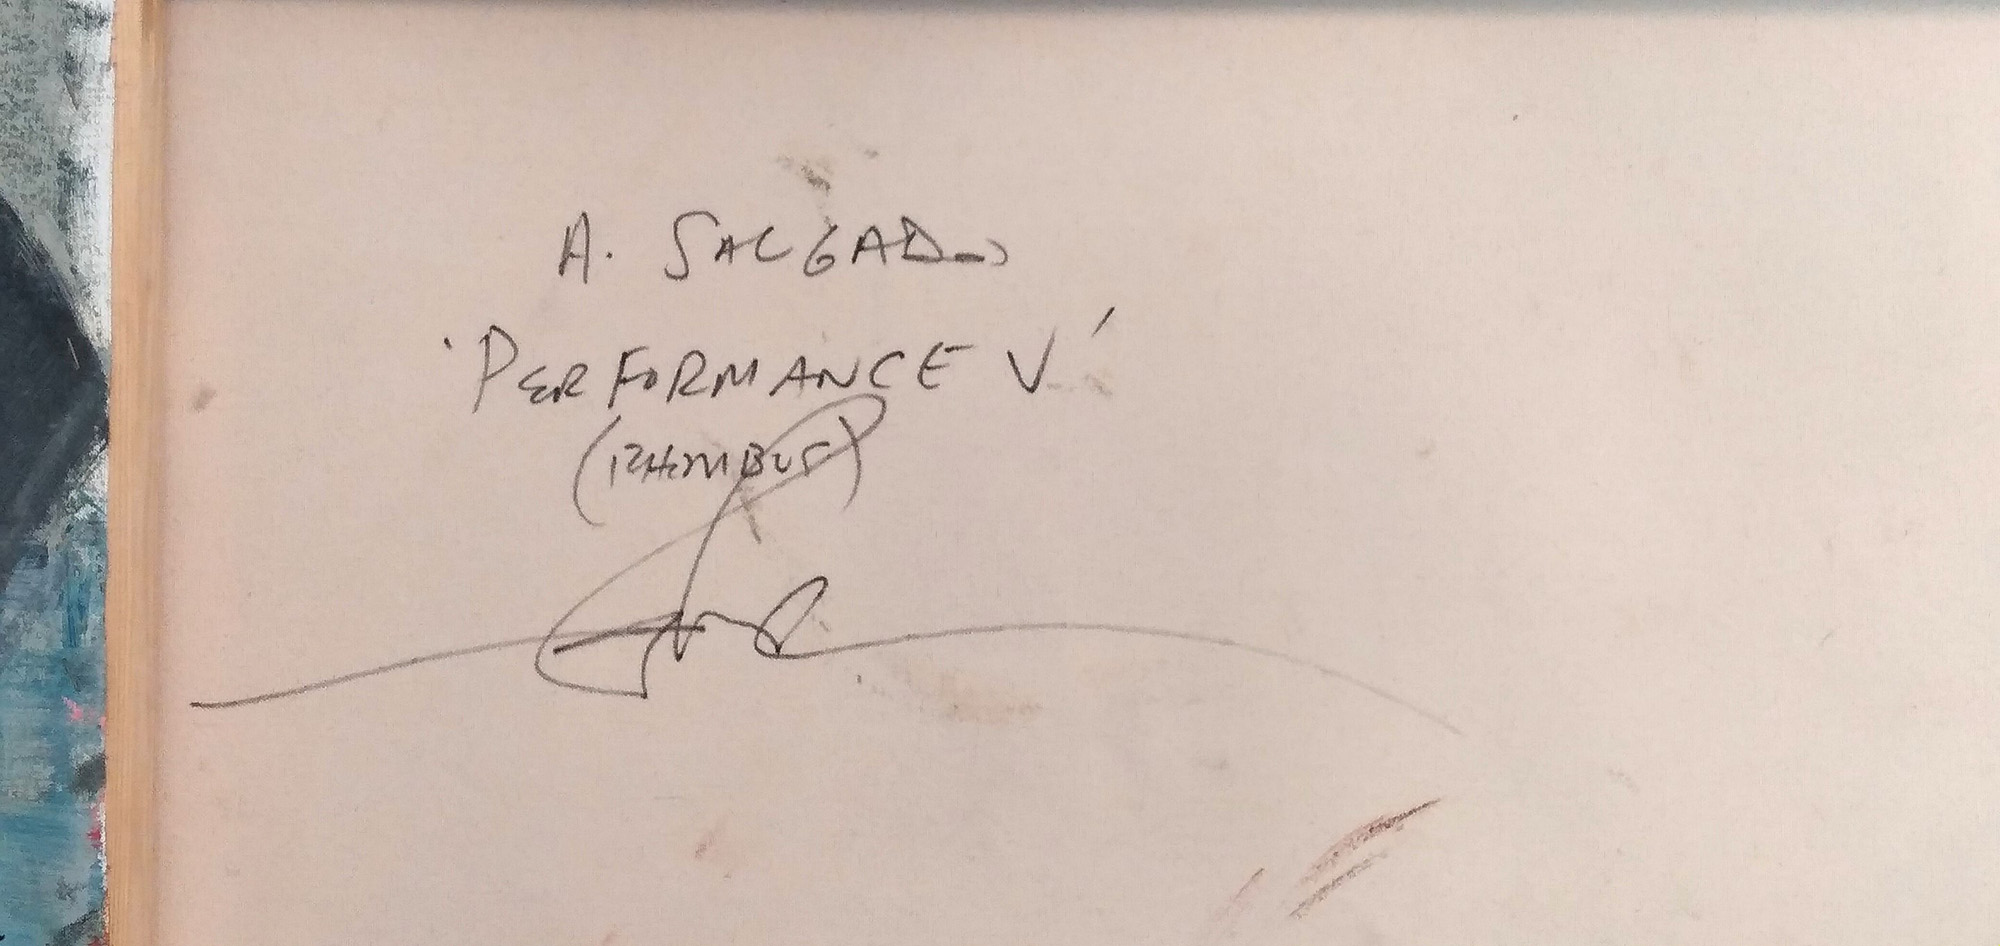 A. SALGADO
'PERFORMANCE V'
(RHOMBUS)